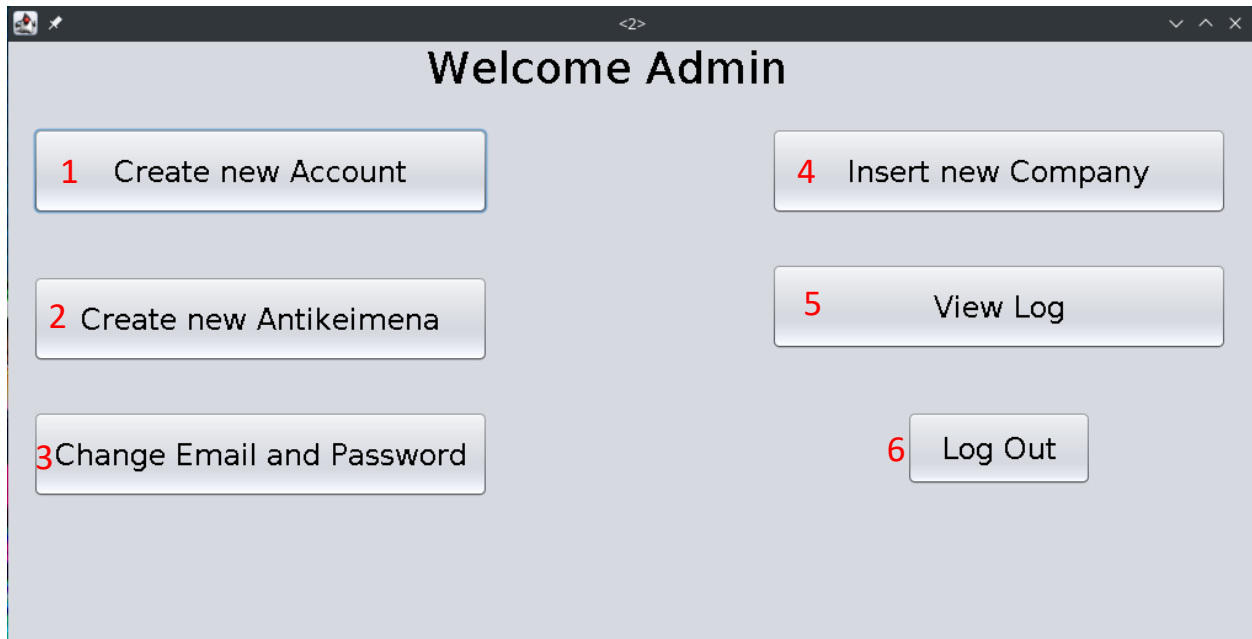 <2>
Welcome Admin
1 Create new Account
4 Insert new Company
2 Create new Antikeimena
5 View Log
3 Change Email and Password
6 Log Out